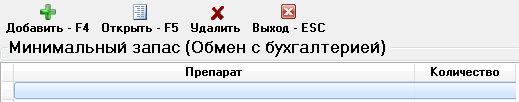 Добавить - F4 Открыть - F5 Удалить Выход - ESC
Минимальный запас (Обмен с бухгалтерией)
Препарат Количество